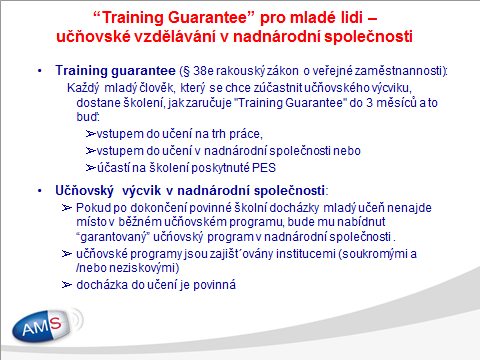 “Training Guarantee” pro mladé lidi –
učňovské vzdělávání v nadnárodní společnosti
• Training guarantee (§ 38e rakouský zákon o veřejné zaměstnannosti):
Každý mladý člověk, který se chce zúčastnit učňovského výcviku,
dostane školení, jak zaručuje "Training Guarantee" do 3 měsíců a to
buď:
➢vstupem do učení na trh práce,
➢vstupem do učení v nadnárodní společnosti nebo
➢účastí na školení poskytnuté PES
• Učňovský výcvik v nadnárodní společnosti:
➢ Pokud po dokončení povinné školní docházky mladý učeň nenajde
místo v běžném učňovském programu, bude mu nabídnut
“garantovaný” učňovský program v nadnárodní společnosti .
➢ učňovské programy jsou zajišt´ovány institucemi (soukromými a
/nebo neziskovými)
➢ docházka do učení je povinná
AMS